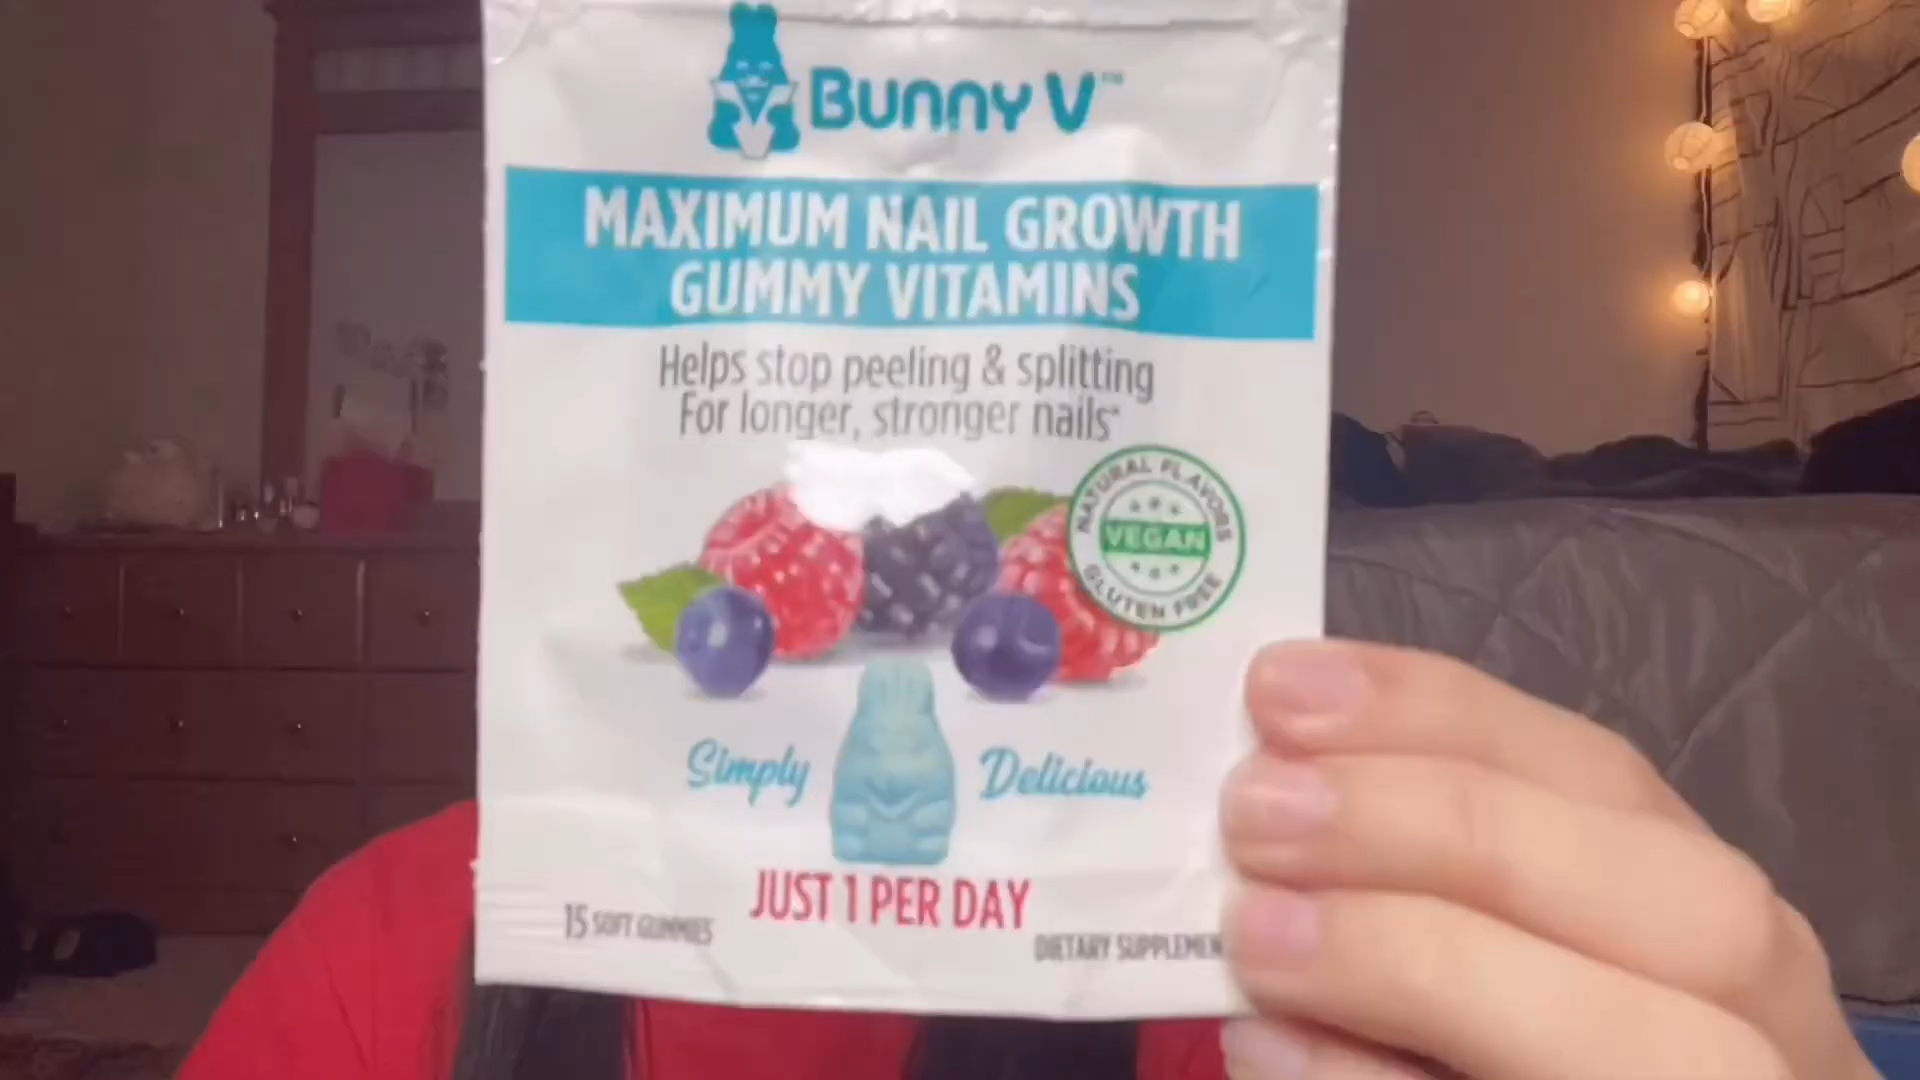 Bunny V™
MAXIMUM NAIL GROWTH
GUMMY VITAMINS
Helps stop peeling & splitting
For longer, stronger nails*
NATURAL FLAVORS
VEGAN
GLUTEN FREE
Simply Delicious
JUST 1 PER DAY
15 SOFT GUMMIES
DIETARY SUPPLEMEN